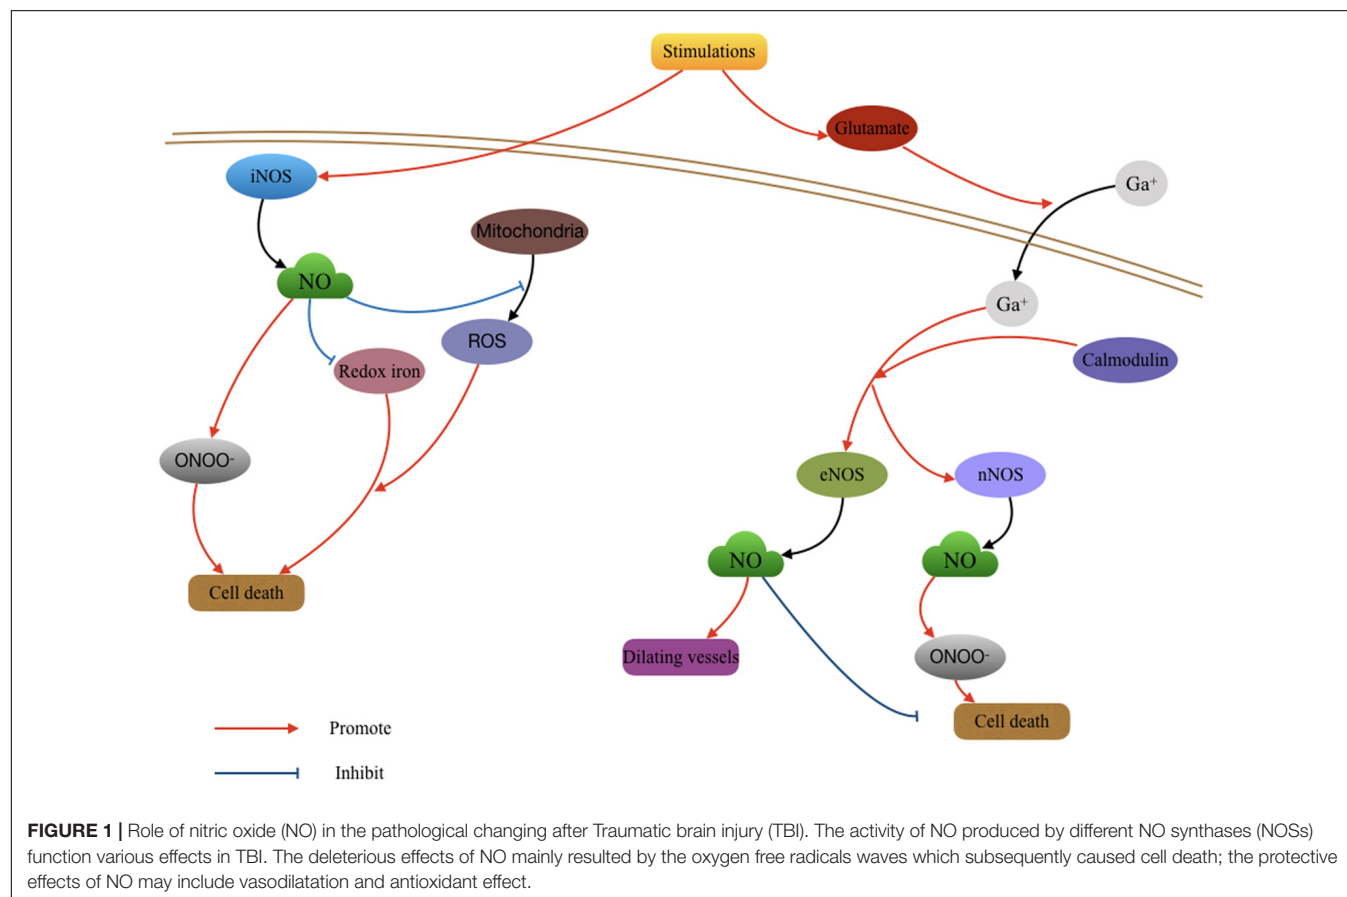 Stimulations
Glutamate
iNOS
Ga⁺
Mitochondria
NO
Ga⁺
ROS
Redox iron
Calmodulin
ONOO⁻
eNOS
nNOS
NO
NO
Cell death
Dilating vessels
ONOO⁻
Cell death
Promote
Inhibit
FIGURE 1 | Role of nitric oxide (NO) in the pathological changing after Traumatic brain injury (TBI). The activity of NO produced by different NO synthases (NOSs)
function various effects in TBI. The deleterious effects of NO mainly resulted by the oxygen free radicals waves which subsequently caused cell death; the protective
effects of NO may include vasodilatation and antioxidant effect.